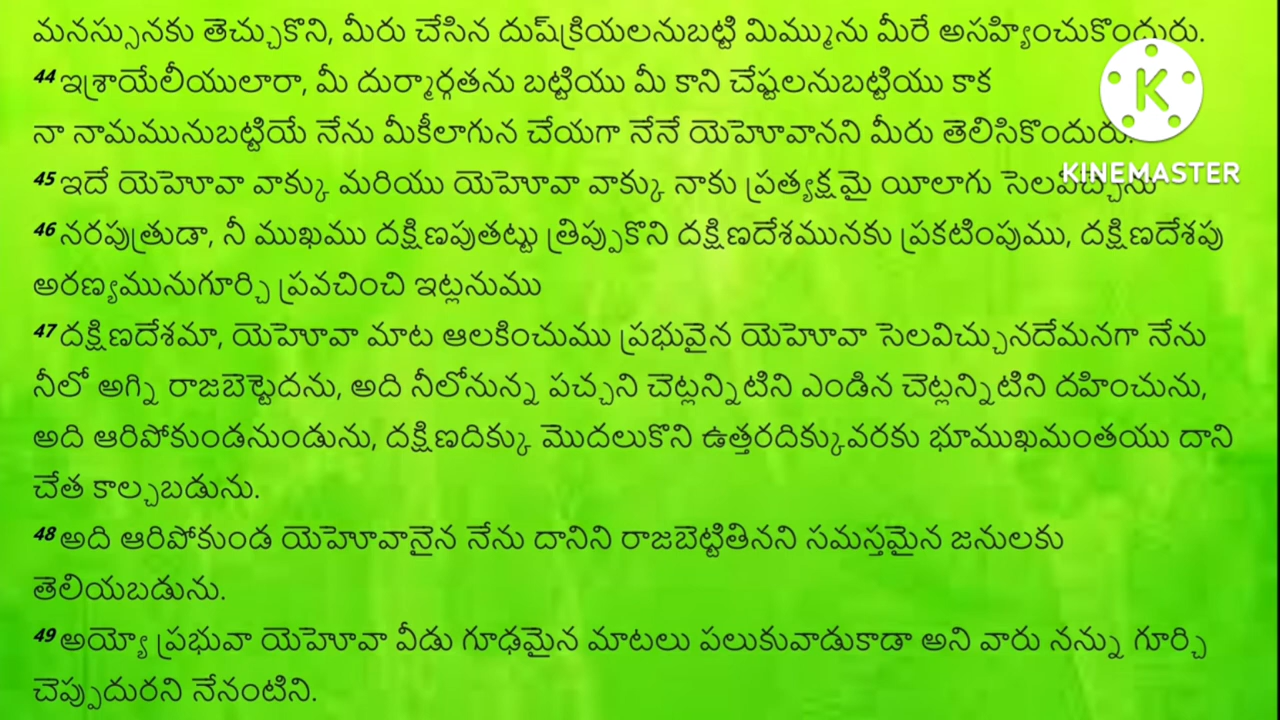 మనస్సునకు తెచ్చుకొని, మీరు చేసిన దుష్‌క్రియలనుబట్టి మిమ్మును మీరే అసహ్యించుకొందురు.
44 ఇశ్రాయేలీయులారా, మీ దుర్మార్గతను బట్టియు మీ కాని చేష్టలనుబట్టియు కాక
నా నామమునుబట్టియే నేను మీకీలాగున చేయగా నేనే యెహెూవానని మీరు తెలిసికొందురు.
45 ఇదే యెహెూవా వాక్కు మరియు యెహెూవా వాక్కు నాకు ప్రత్యక్షమై యీలాగు సెలవిచ్చెను
46 నరపుత్రుడా, నీ ముఖము దక్షిణపుతట్టు త్రిప్పుకొని దక్షిణదేశమునకు ప్రకటింపుము, దక్షిణదేశపు
అరణ్యమునుగూర్చి ప్రవచించి ఇట్లనుము
47 దక్షిణదేశమా, యెహెూవా మాట ఆలకించుము ప్రభువైన యెహెూవా సెలవిచ్చునదేమనగా నేను
నీలో అగ్ని రాజబెట్టెదను, అది నీలోనున్న పచ్చని చెట్లన్నిటిని ఎండిన చెట్లన్నిటిని దహించును,
అది ఆరిపోకుండనుండును, దక్షిణదిక్కు మొదలుకొని ఉత్తరదిక్కువరకు భూముఖమంతయు దాని
చేత కాల్చబడును.
48 అది ఆరిపోకుండ యెహెూవానైన నేను దానిని రాజబెట్టితినని సమస్తమైన జనులకు
తెలియబడును.
49 అయ్యో ప్రభువా యెహెూవా వీడు గూఢమైన మాటలు పలుకువాడుకాడా అని వారు నన్ను గూర్చి
చెప్పుదురని నేనంటిని.
K
KINEMASTER